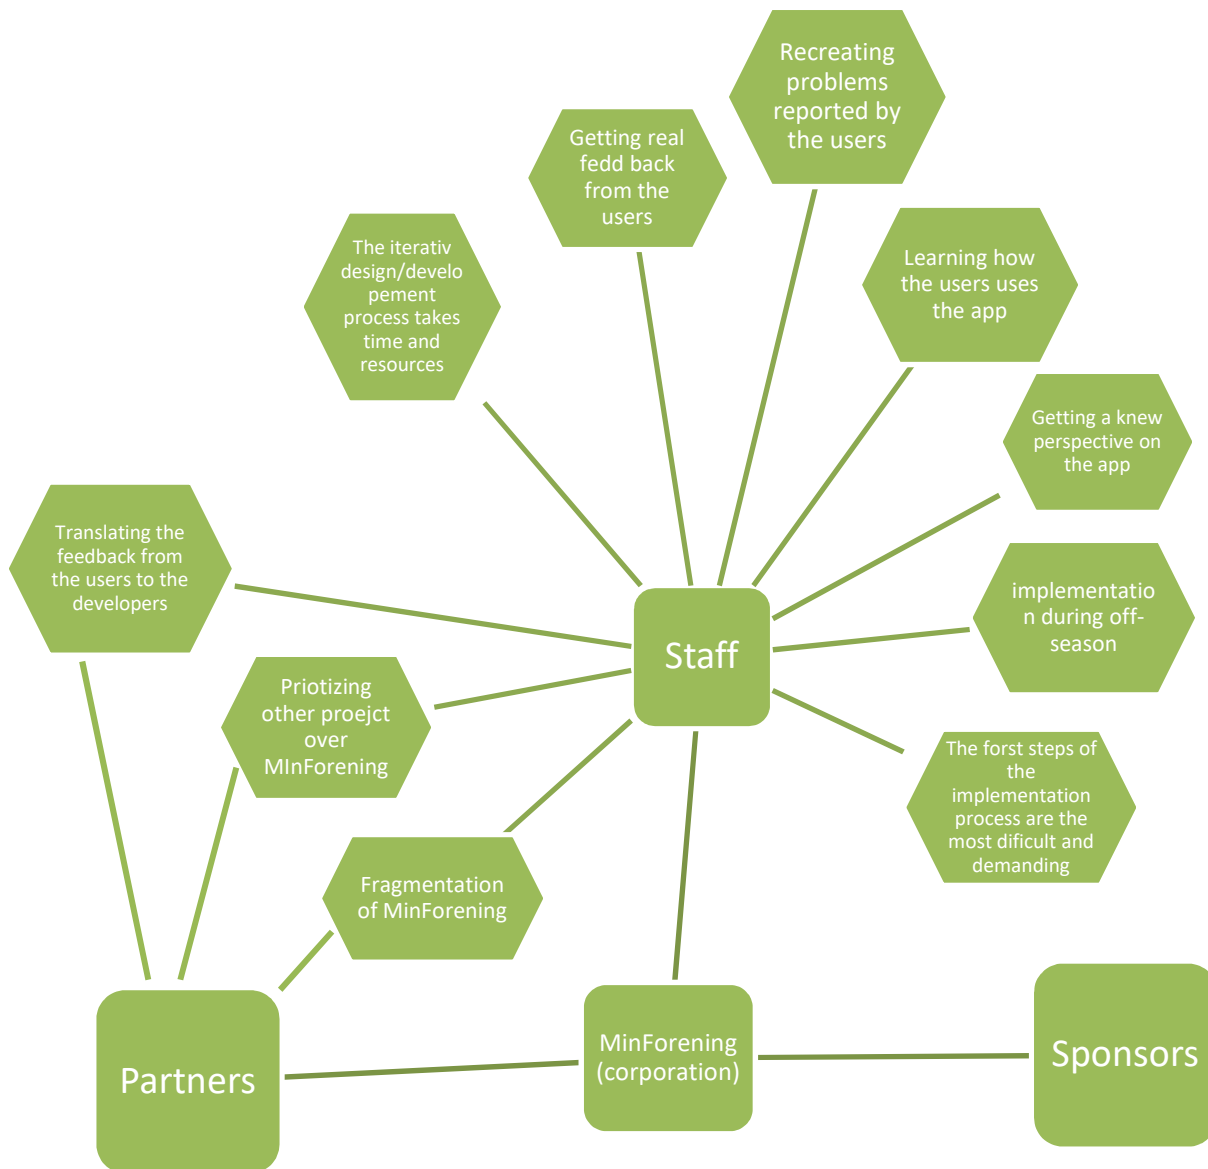 Recreating
problems
reported by
the users
Getting real
fedd back
from the
users
The iterativ
design/develo
pement
process takes
time and
resources
Learning how
the users uses
the app
Getting a knew
perspective on
the app
Translating the
feedback from
the users to the
developers
implementatio
n during off-
season
Staff
Priotizing
other proejct
over
MInForening
The forst steps of
the
implementation
process are the
most dificult and
demanding
Fragmentation
of MinForening
Partners
MinForening
(corporation)
Sponsors